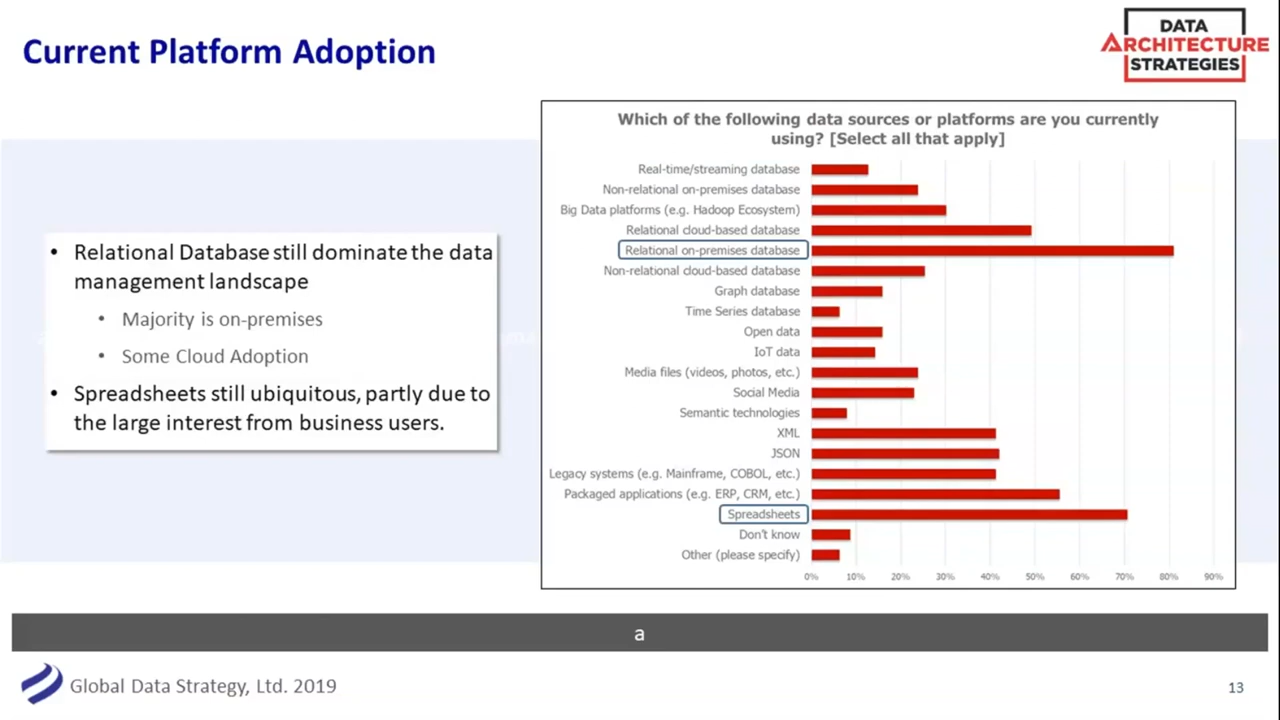 Current Platform Adoption
DATA
ARCHITECTURE
STRATEGIES
• Relational Database still dominate the data
management landscape
• Majority is on-premises
• Some Cloud Adoption
• Spreadsheets still ubiquitous, partly due to
the large interest from business users.
Which of the following data sources or platforms are you currently
using? [Select all that apply]
Real-time/streaming database
Non-relational on-premises database
Big Data platforms (e.g. Hadoop Ecosystem)
Relational cloud-based database
Relational on-premises database
Non-relational cloud-based database
Graph database
Time Series database
Open data
IoT data
Media files (videos, photos, etc.)
Social Media
Semantic technologies
XML
JSON
Legacy systems (e.g. Mainframe, COBOL, etc.)
Packaged applications (e.g. ERP, CRM, etc.)
Spreadsheets
Don't know
Other (please specify)
0% 10% 20% 30% 40% 50% 60% 70% 80% 90%
a
Global Data Strategy, Ltd. 2019
13